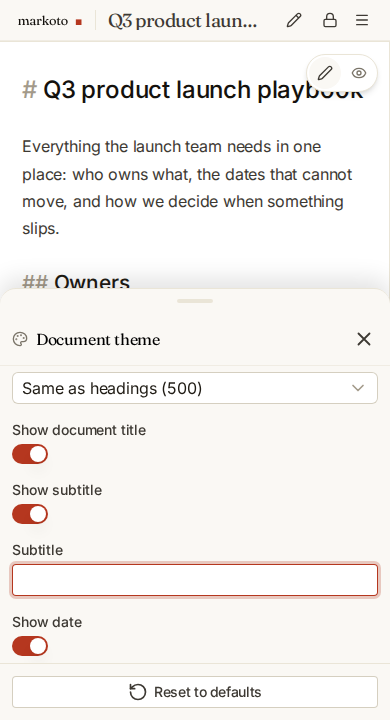 markoto
Q3 product laun...
# Q3 product launch playbook
Everything the launch team needs in one
place: who owns what, the dates that cannot
move, and how we decide when something
slips.
## Owners
Document theme
Same as headings (500)
Show document title
Show subtitle
Subtitle
Show date
Reset to defaults